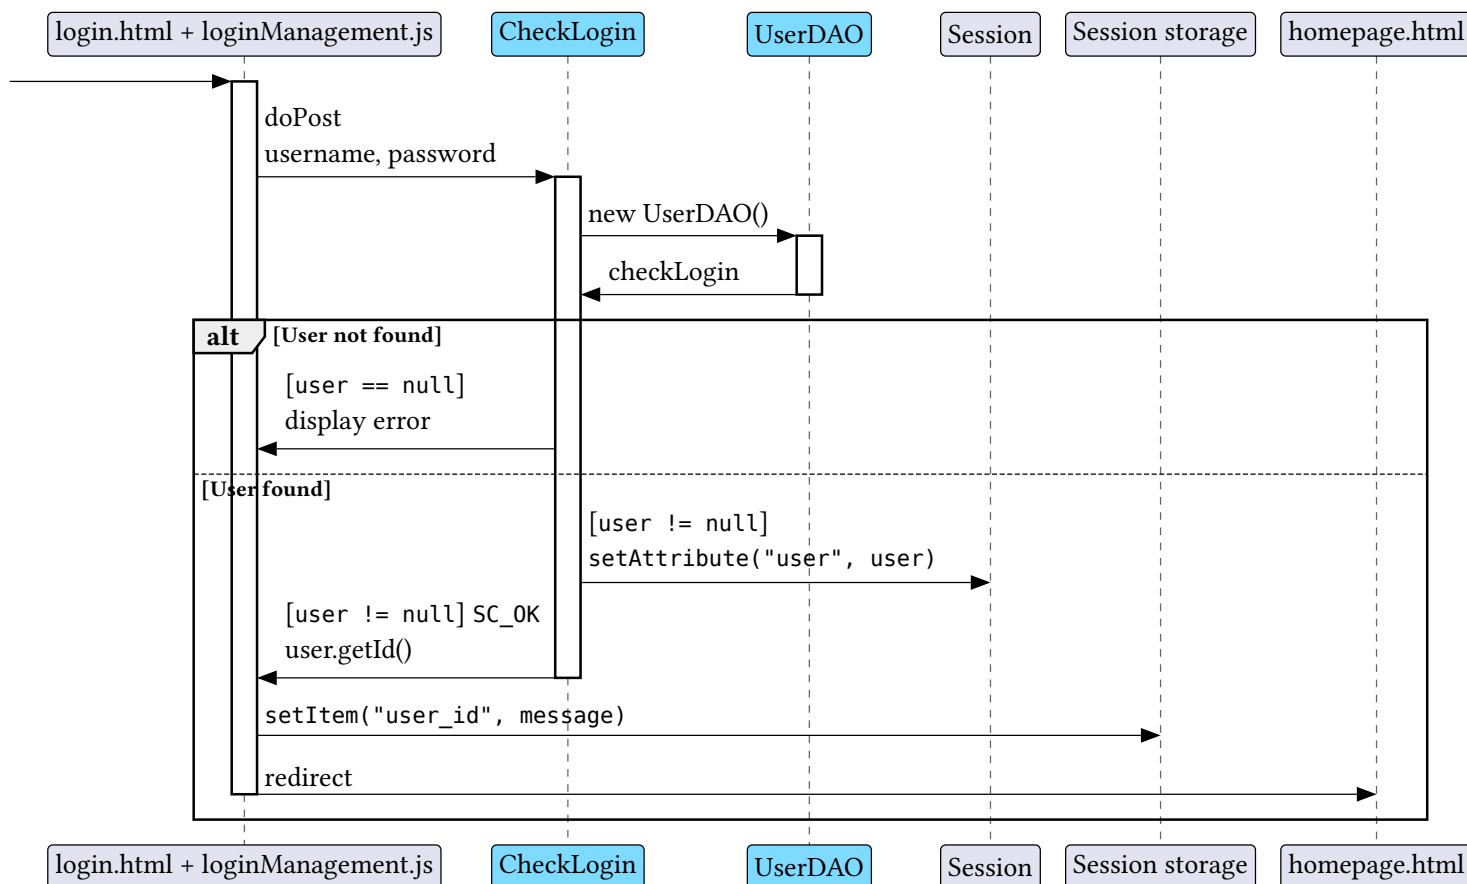 login.html + loginManagement.js
CheckLogin
UserDAO
Session
Session storage
homepage.html
doPost
username, password
new UserDAO()
checkLogin
alt
[User not found]
[user == null]
display error
[User found]
[user != null]
setAttribute("user", user)
[user != null] SC_OK
user.getId()
setItem("user_id", message)
redirect
login.html + loginManagement.js
CheckLogin
UserDAO
Session
Session storage
homepage.html